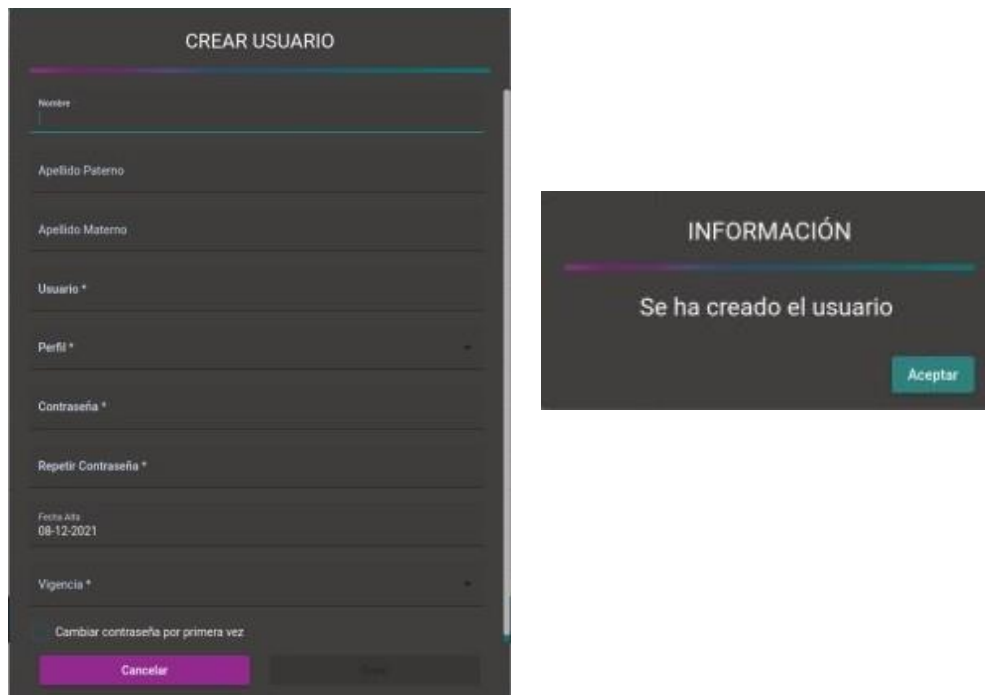 CREAR USUARIO
Nombre
Apellido Paterno
Apellido Materno
Usuario *
Perfil *
Contraseña *
Repetir Contraseña *
Fecha Alta
08-12-2021
Vigencia *
Cambiar contraseña por primera vez
Cancelar
INFORMACIÓN
Se ha creado el usuario
Aceptar